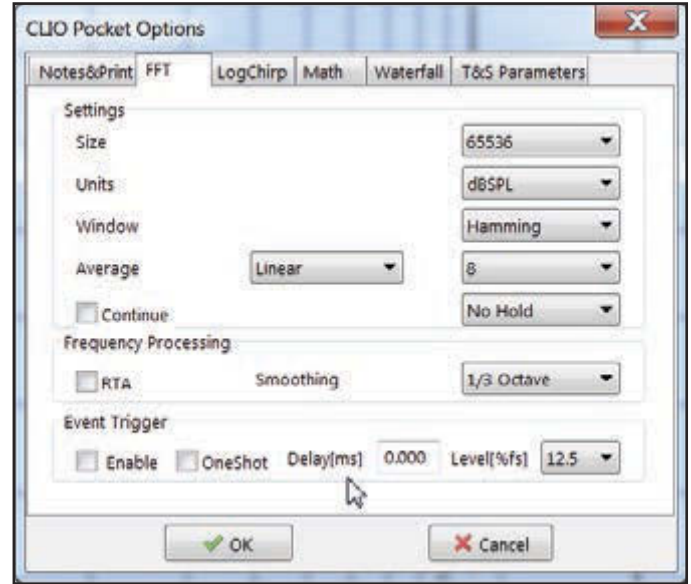 CLIO Pocket Options
Notes&Print FFT LogChirp Math Waterfall T&S Parameters
Settings
Size 65536
Units dBSPL
Window Hamming
Average Linear 8
Continue No Hold
Frequency Processing
RTA Smoothing 1/3 Octave
Event Trigger
Enable OneShot Delay[ms] 0.000 Level[%fs] 12.5
OK Cancel